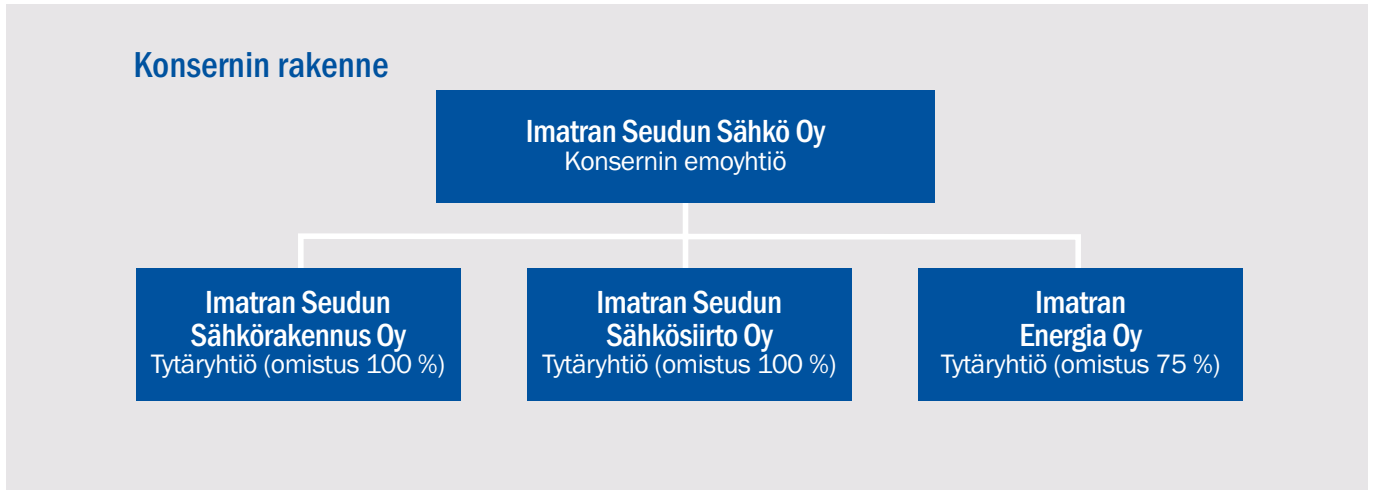 Konsernin rakenne
Imatran Seudun Sähkö Oy
Konsernin emoyhtiö
Imatran Seudun
Sähkörakennus Oy
Tytäryhtiö (omistus 100 %)
Imatran Seudun
Sähkösiirto Oy
Tytäryhtiö (omistus 100 %)
Imatran
Energia Oy
Tytäryhtiö (omistus 75 %)